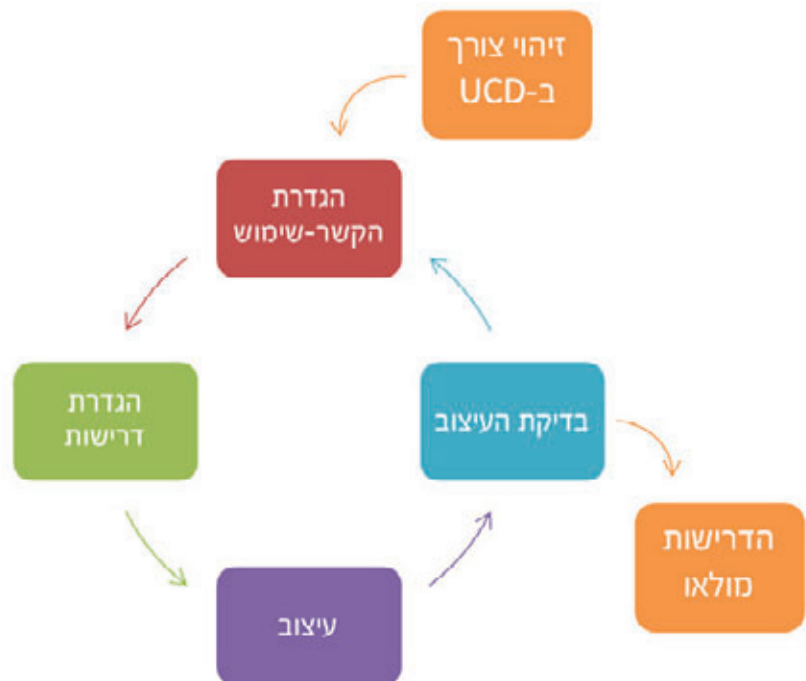 זיהוי צורך
ב-UCD
הגדרת
הקשר-שימוש
הגדרת
דרישות
עיצוב
בדיקת העיצוב
הדרישות
מולאו